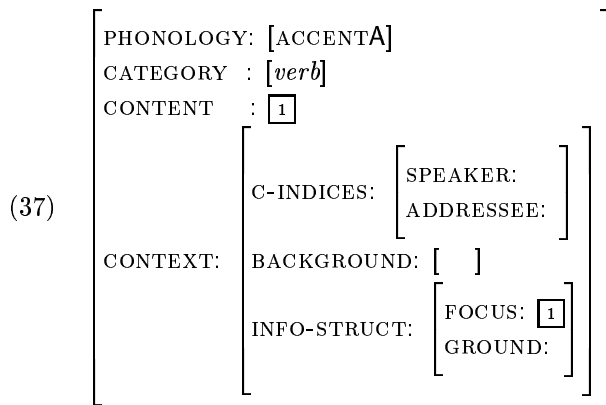 PHONOLOGY: [ACCENTA]
CATEGORY : [verb]
CONTENT : [1]
C-INDICES: [SPEAKER:
ADDRESSEE:]
(37)
CONTEXT: [BACKGROUND: [ ]
INFO-STRUCT: [FOCUS: [1]
GROUND:]]